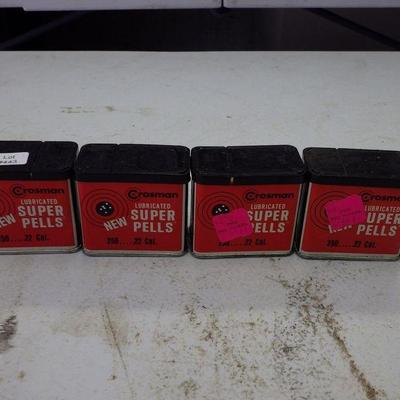 Lot
Crosman
LUBRICATED
SUPER
PELLS
NEW
250....22 Cal.
Crosman
LUBRICATED
SUPER
PELLS
NEW
250....22 Cal.
Crosman
LUBRICATED
SUPER
PELLS
250....22 Cal.
Crosman
LUBRICATED
SUPER
PELLS
250....22 Cal.